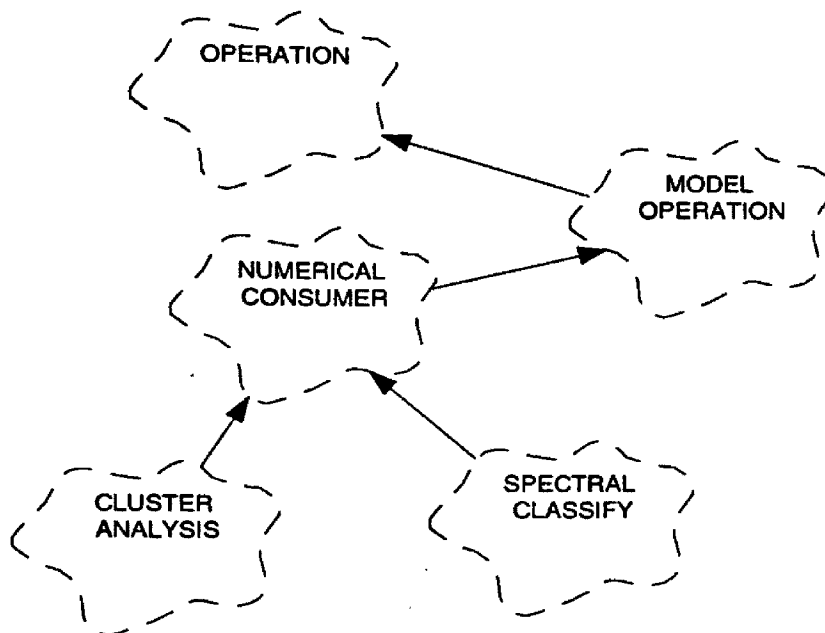 OPERATION
MODEL
OPERATION
NUMERICAL
CONSUMER
CLUSTER
ANALYSIS
SPECTRAL
CLASSIFY